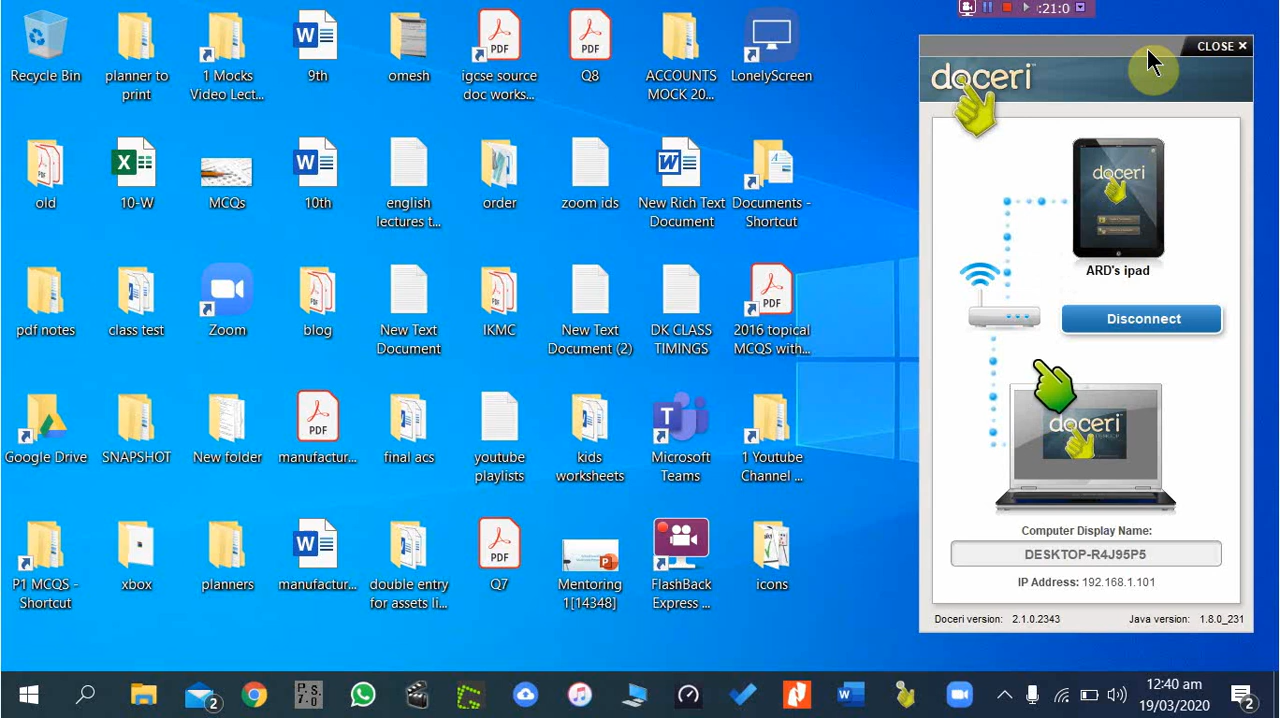 :21:0
CLOSE ×
doceri™
Recycle Bin
planner to
print
1 Mocks
Video Lect...
9th
omesh
igcse source
doc works...
Q8
ACCOUNTS
MOCK 20...
LonelyScreen
old
10-W
MCQs
10th
english
lectures t...
order
zoom ids
New Rich Text
Document
Documents -
Shortcut
pdf notes
class test
Zoom
blog
New Text
Document
IKMC
New Text
Document (2)
DK CLASS
TIMINGS
2016 topical
MCQS with...
Google Drive
SNAPSHOT
New folder
manufactur...
final acs
youtube
playlists
kids
worksheets
Microsoft
Teams
1 Youtube
Channel ...
P1 MCQS -
Shortcut
xbox
planners
manufactur...
double entry
for assets li...
Q7
Mentoring
1[14348]
FlashBack
Express ...
icons
doceri
ARD's ipad
Disconnect
doceri
Computer Display Name:
DESKTOP-R4J95P5
IP Address: 192.168.1.101
Doceri version: 2.1.0.2343
Java version: 1.8.0_231
2
P.S.
7.0
12:40 am
19/03/2020
2